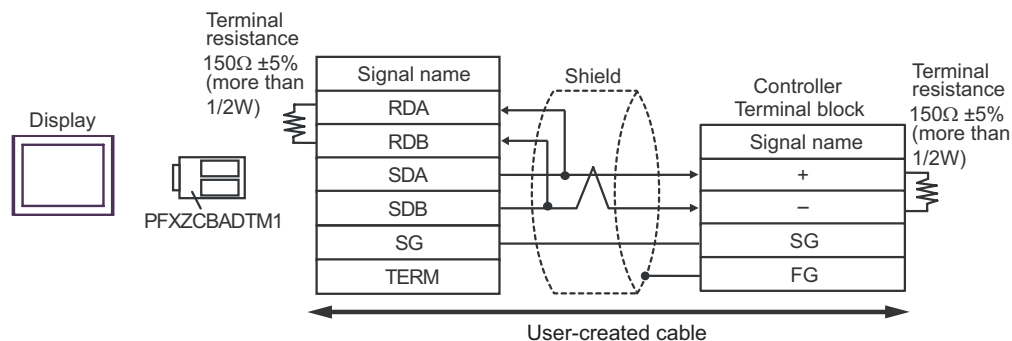 Terminal
resistance
150Ω ±5%
(more than
1/2W)
Display
PFXZCBADTM1
Signal name
RDA
RDB
SDA
SDB
SG
TERM
Shield
Controller
Terminal block
Signal name
+
–
SG
FG
Terminal
resistance
150Ω ±5%
(more than
1/2W)
User-created cable